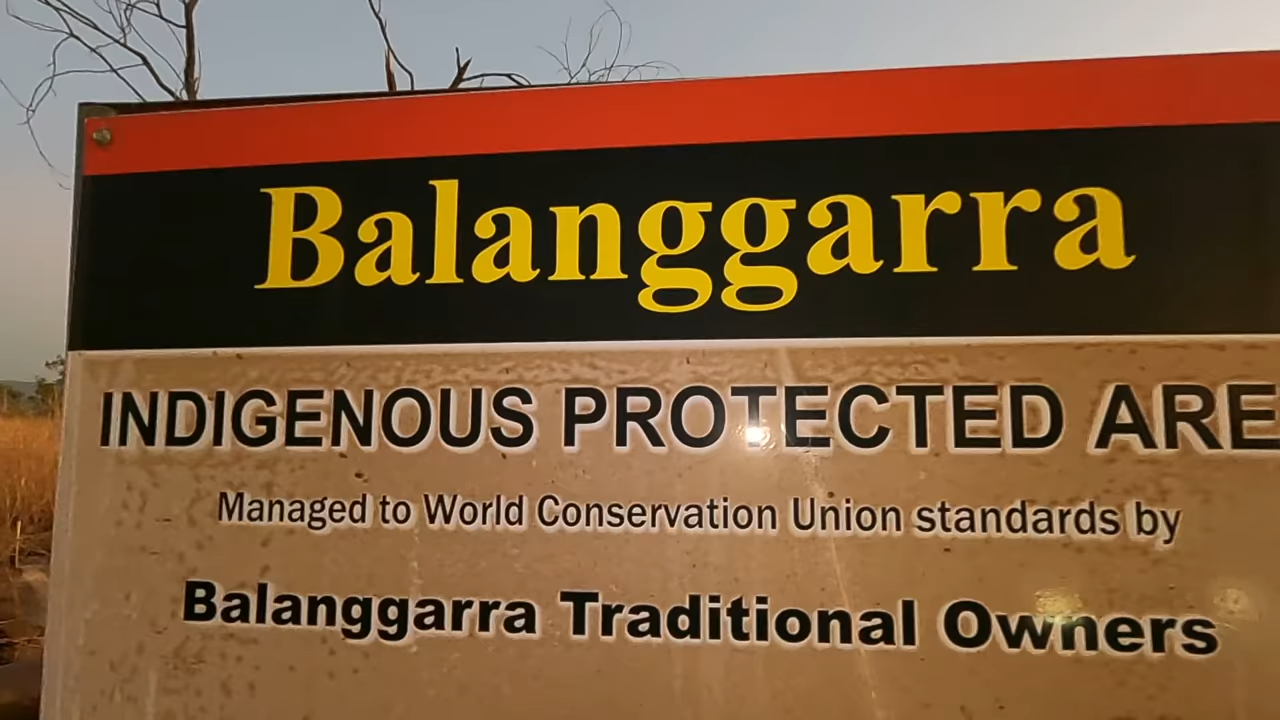 Balanggarra
INDIGENOUS PROTECTED ARE
Managed to World Conservation Union standards by
Balanggarra Traditional Owners